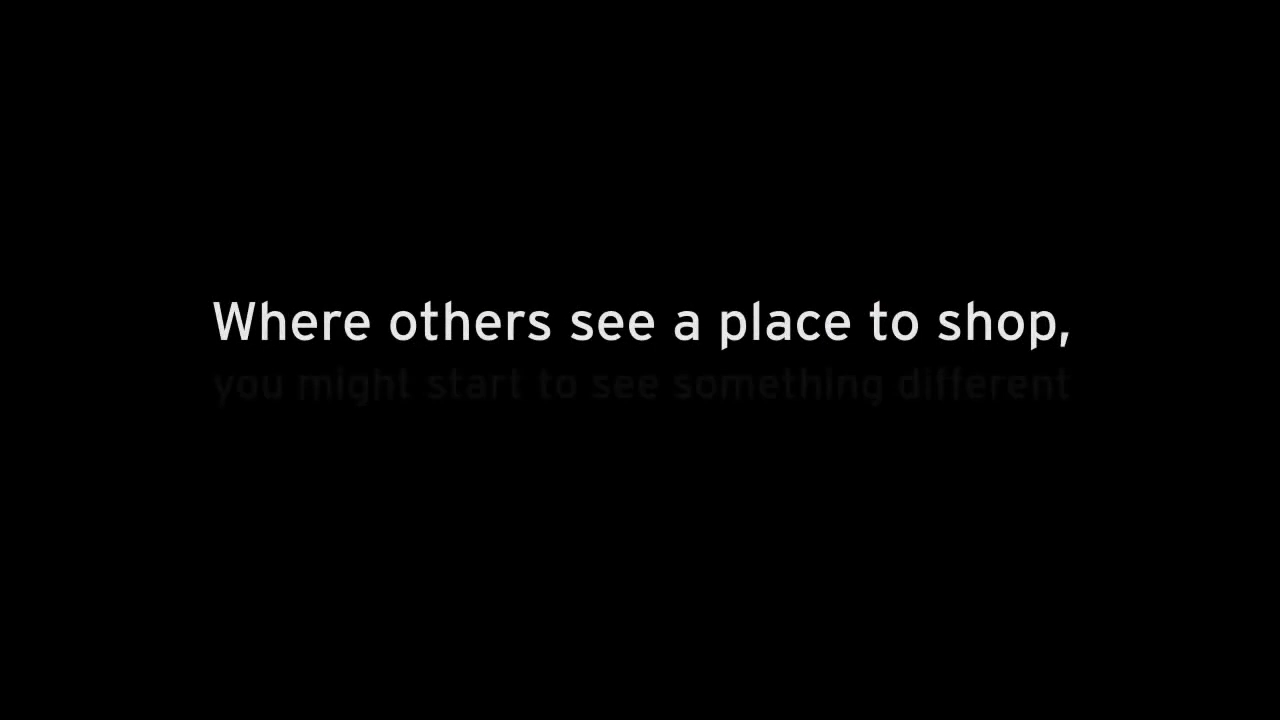 Where others see a place to shop,
you might start to see something different